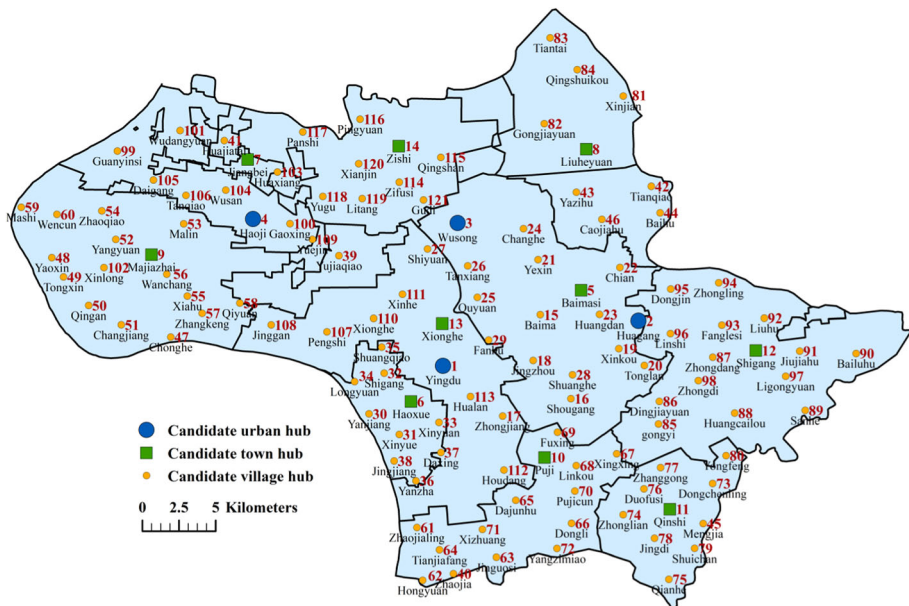 83
Tiantai
84
Qingshuikou
81
Xinjian
116
Pingyuan
82
Gongjiayuan
101
Wudangyuan
41
Huajiatai
117
Panshi
14
Zishi
8
Liuheyuan
99
Guanyinsi
7
Jiangbei
103
Hunxiang
120
Xianjin
115
Qingshan
105
Daigang
106
Tanqiao
104
Wusan
118
Yugu
119
Litang
114
Zifusi
121
Guqi
43
Yazihu
42
Tianqiao
59
Mashi
60
Wencun
54
Zhaoqiao
53
Malin
4
Haoji
100
Gaoxing
3
Wusong
24
Changhe
46
Caojiahu
44
Baihu
52
Yangyuan
109
Yuejin
39
Yujiaqiao
27
Shiyuan
48
Yaoxin
9
Majiazhai
102
Xinlong
26
Tanxiang
21
Yexin
22
Chian
49
Tongxin
56
Wanchang
95
Dongjin
94
Zhongling
50
Qingan
55
Xiahu
57
Zhangkeng
58
Qiyuan
111
Xinhe
25
Quyuan
5
Baimasi
15
Baima
23
Huangdan
2
Huagang
51
Changjiang
47
Chonghe
108
Jinggan
107
Pengshi
110
Xionghe
13
Xionghe
29
Fanhu
96
Linshi
93
Fanglesi
92
Liuhu
35
Shuangqiao
19
Xinkou
12
Shigang
91
Jiujiahu
90
Bailuhu
34
Longyuan
32
Shigang
1
Yingdu
18
Jingzhou
28
Shuanghe
20
Tonglan
87
Zhongdang
98
Zhongdi
97
Ligongyuan
6
Haoxue
113
Hualan
16
Shougang
86
Dingjiayuan
30
Yanjiang
33
Xinyuan
17
Zhongjiang
85
gongyi
88
Huangcailou
89
Sanhe
31
Xinyue
69
Fuxing
Candidate urban hub
Candidate town hub
Candidate village hub
0 5 Kilometers
38
Jingjiang
37
Daxing
36
Yanzha
112
Houdang
10
Puji
68
Linkou
67
Xingxing
77
Zhanggong
80
Yangfeng
70
Pujicun
76
Duofusi
73
Dongchenling
65
Dajunhu
74
Zhonglian
11
Qinshi
45
Mengjia
61
Zhaojialing
71
Xizhuang
66
Dongli
78
Jingdi
79
Shuichan
64
Tianjiafang
63
Jinguosi
72
Yangzimiao
62
Hongyuan
40
Zhaojia
75
Qianhe